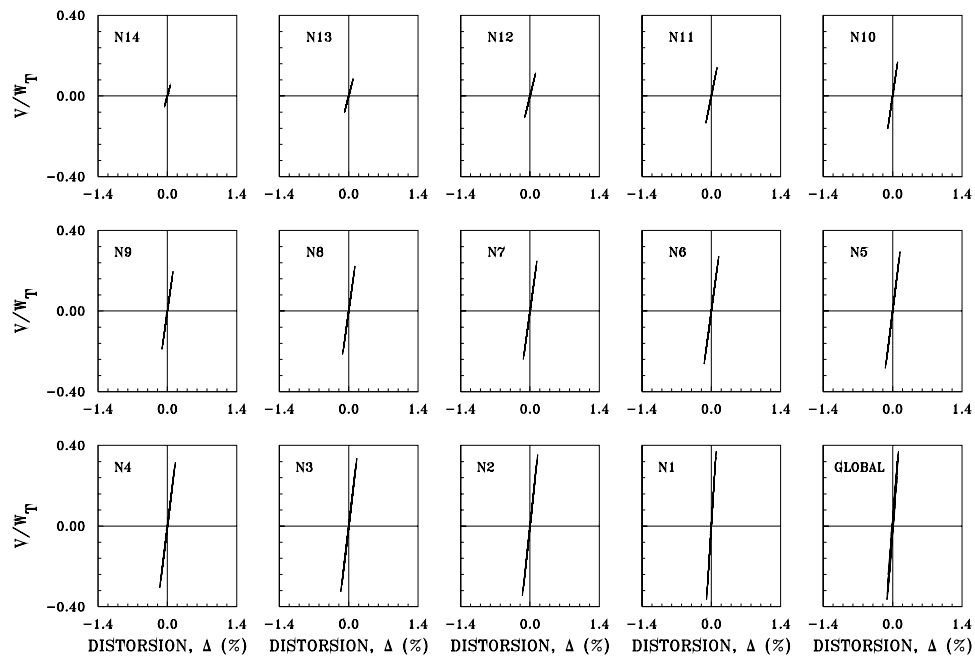 0.40
V/W_T
0.00
−0.40
N14 N13 N12 N11 N10
−1.4 0.0 1.4 −1.4 0.0 1.4 −1.4 0.0 1.4 −1.4 0.0 1.4 −1.4 0.0 1.4
0.40
V/W_T
0.00
−0.40
N9 N8 N7 N6 N5
−1.4 0.0 1.4 −1.4 0.0 1.4 −1.4 0.0 1.4 −1.4 0.0 1.4 −1.4 0.0 1.4
0.40
V/W_T
0.00
−0.40
N4 N3 N2 N1 GLOBAL
−1.4 0.0 1.4 −1.4 0.0 1.4 −1.4 0.0 1.4 −1.4 0.0 1.4 −1.4 0.0 1.4
DISTORSION, Δ (%) DISTORSION, Δ (%) DISTORSION, Δ (%) DISTORSION, Δ (%) DISTORSION, Δ (%)